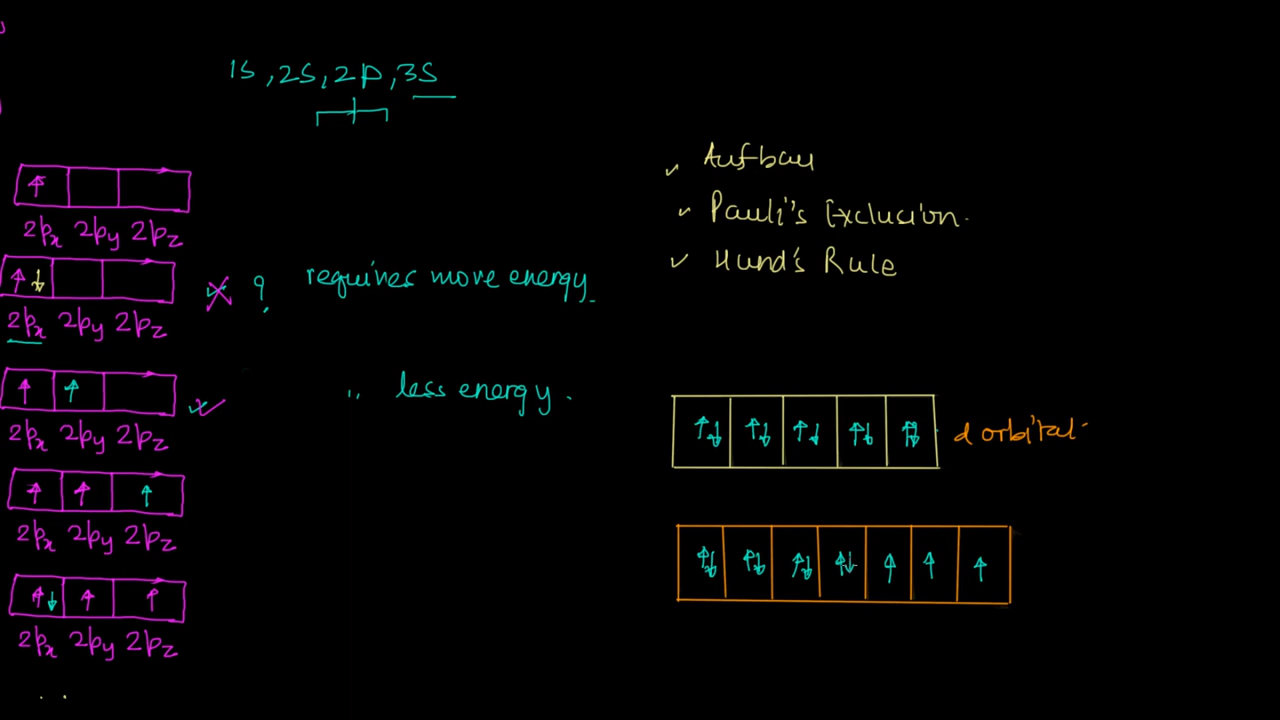 1S, 2S, 2P, 3S
Aufbau
Pauli's Exclusion.
Hund's Rule
2px 2py 2pz
? requires move energy.
2px 2py 2pz
" less energy.
2px 2py 2pz
d orbital.
2px 2py 2pz
2px 2py 2pz